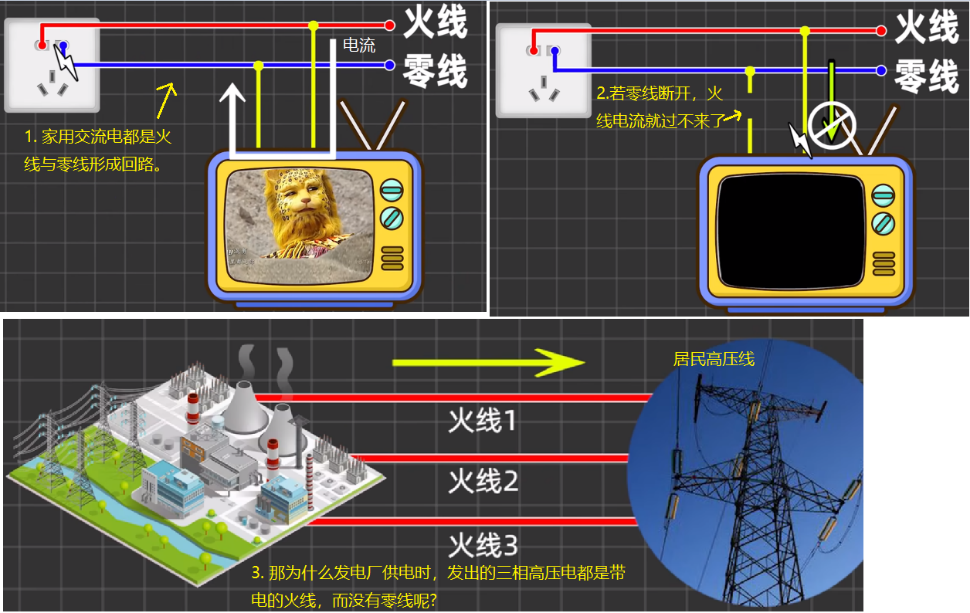 火线
电流
零线
1. 家用交流电都是火
线与零线形成回路。
火线
零线
2.若零线断开，火
线电流就过不来了
居民高压线
火线1
火线2
火线3
3. 那为什么发电厂供电时，发出的三相高压电都是带
电的火线，而没有零线呢?